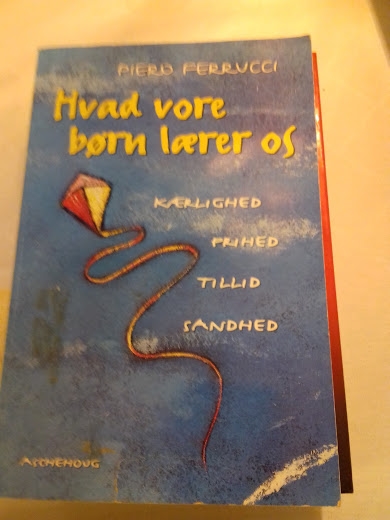 PIERO FERRUCCI
Hvad vore
børn lærer os
KÆRLIGHED
FRIHED
TILLID
SANDHED
ASCHEHOUG